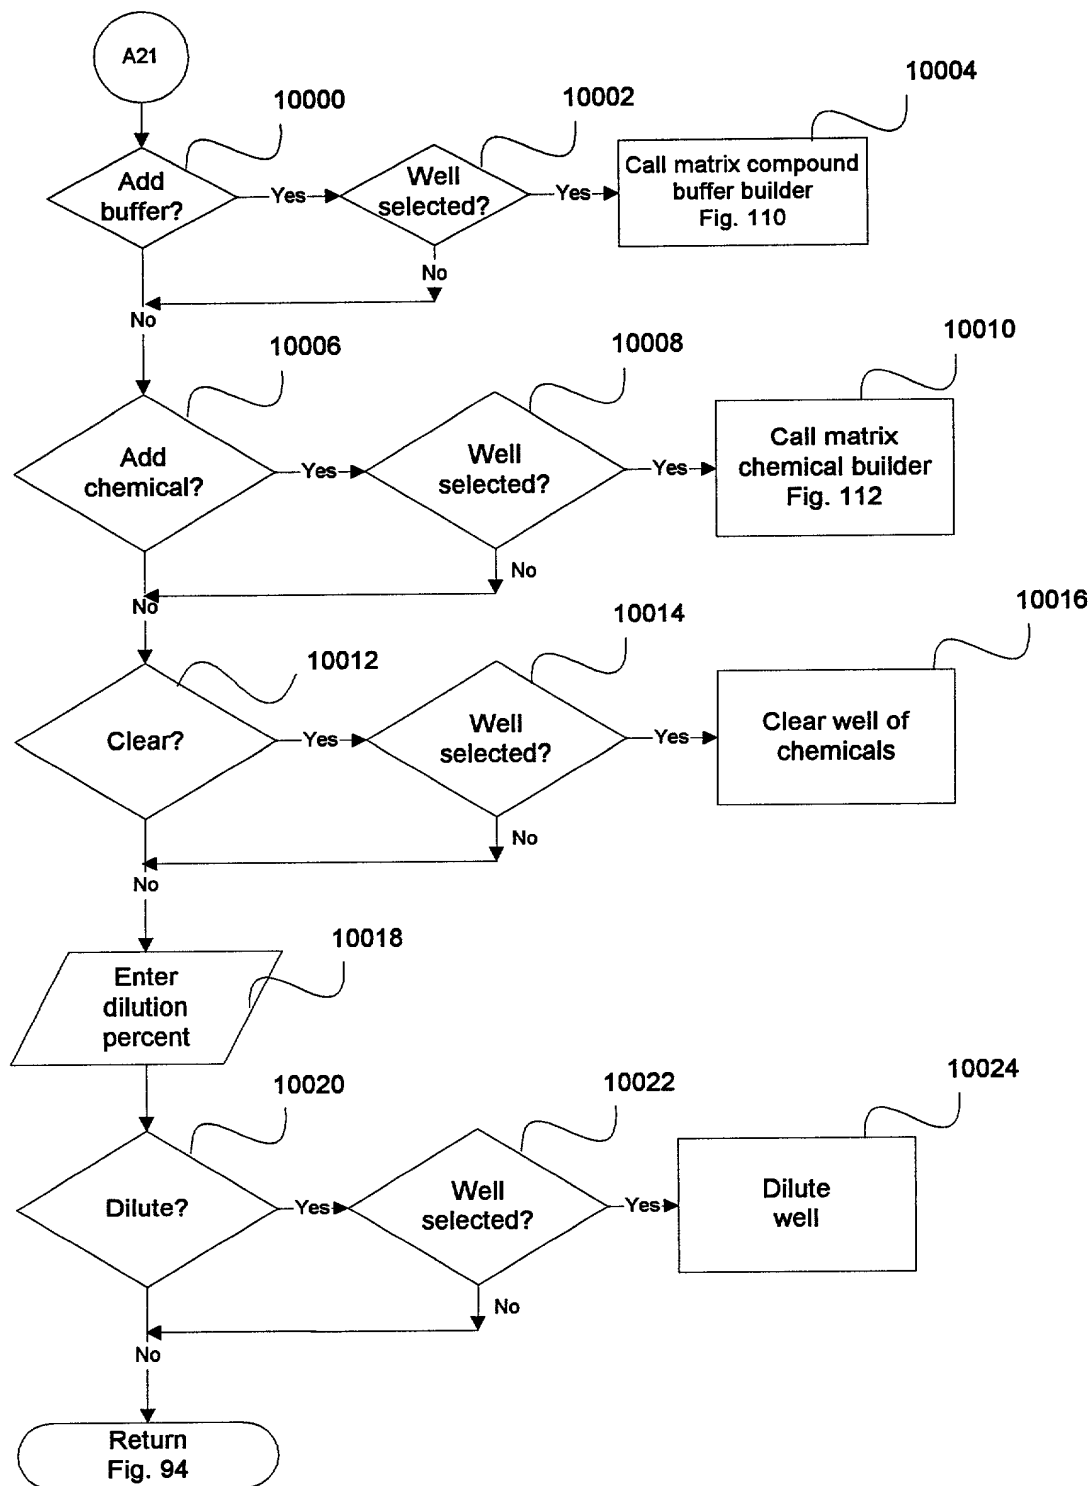 A21
10000
10002
10004
Add
buffer?
Yes
Well
selected?
Yes
Call matrix compound
buffer builder
Fig. 110
No
No
10006
10008
10010
Add
chemical?
Yes
Well
selected?
Yes
Call matrix
chemical builder
Fig. 112
No
No
10012
10014
10016
Clear?
Yes
Well
selected?
Yes
Clear well of
chemicals
No
No
10018
Enter
dilution
percent
10020
10022
10024
Dilute?
Yes
Well
selected?
Yes
Dilute
well
No
No
Return
Fig. 94